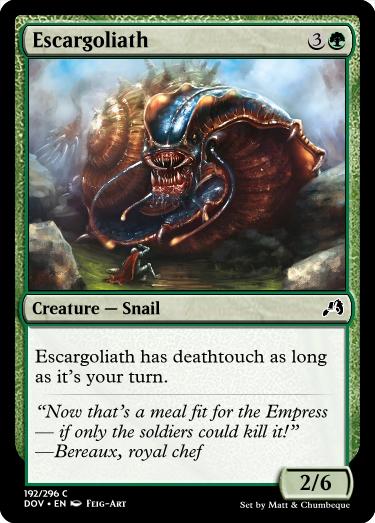 Escargoliath 3
Creature — Snail
Escargoliath has deathtouch as long
as it's your turn.
“Now that's a meal fit for the Empress
— if only the soldiers could kill it!”
—Bereaux, royal chef
2/6
192/296 C
DOV • EN Feig-Art
Set by Matt & Chumbeque